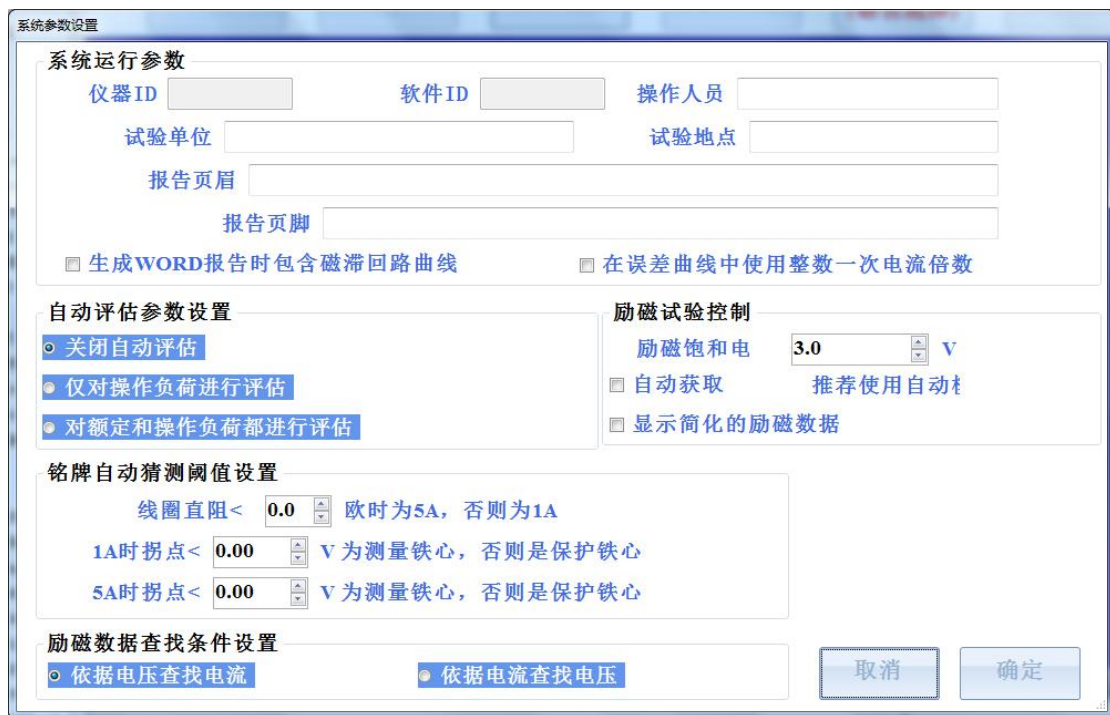 系统参数设置
系统运行参数
仪器ID 软件ID 操作人员
试验单位 试验地点
报告页眉
报告页脚
生成WORD报告时包含磁滞回路曲线 在误差曲线中使用整数一次电流倍数
自动评估参数设置
关闭自动评估
仅对操作负荷进行评估
对额定和操作负荷都进行评估
励磁试验控制
励磁饱和电 3.0 V
自动获取 推荐使用自动
显示简化的励磁数据
铭牌自动猜测阈值设置
线圈直阻< 0.0 欧时为5A，否则为1A
1A时拐点< 0.00 V 为测量铁心，否则是保护铁心
5A时拐点< 0.00 V 为测量铁心，否则是保护铁心
励磁数据查找条件设置
依据电压查找电流 依据电流查找电压
取消 确定